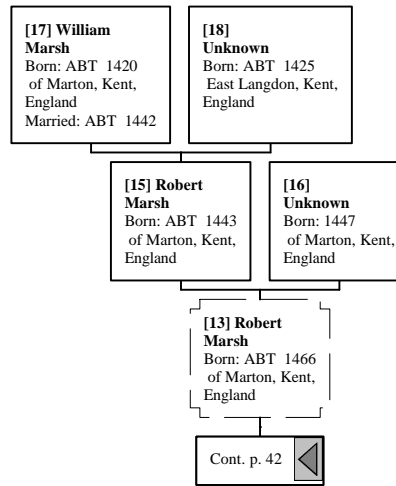 [17] William
Marsh
Born: ABT 1420
of Marton, Kent,
England
Married: ABT 1442
[18]
Unknown
Born: ABT 1425
East Langdon, Kent,
England
[15] Robert
Marsh
Born: ABT 1443
of Marton, Kent,
England
[16]
Unknown
Born: 1447
of Marton, Kent,
England
[13] Robert
Marsh
Born: ABT 1466
of Marton, Kent,
England
Cont. p. 42